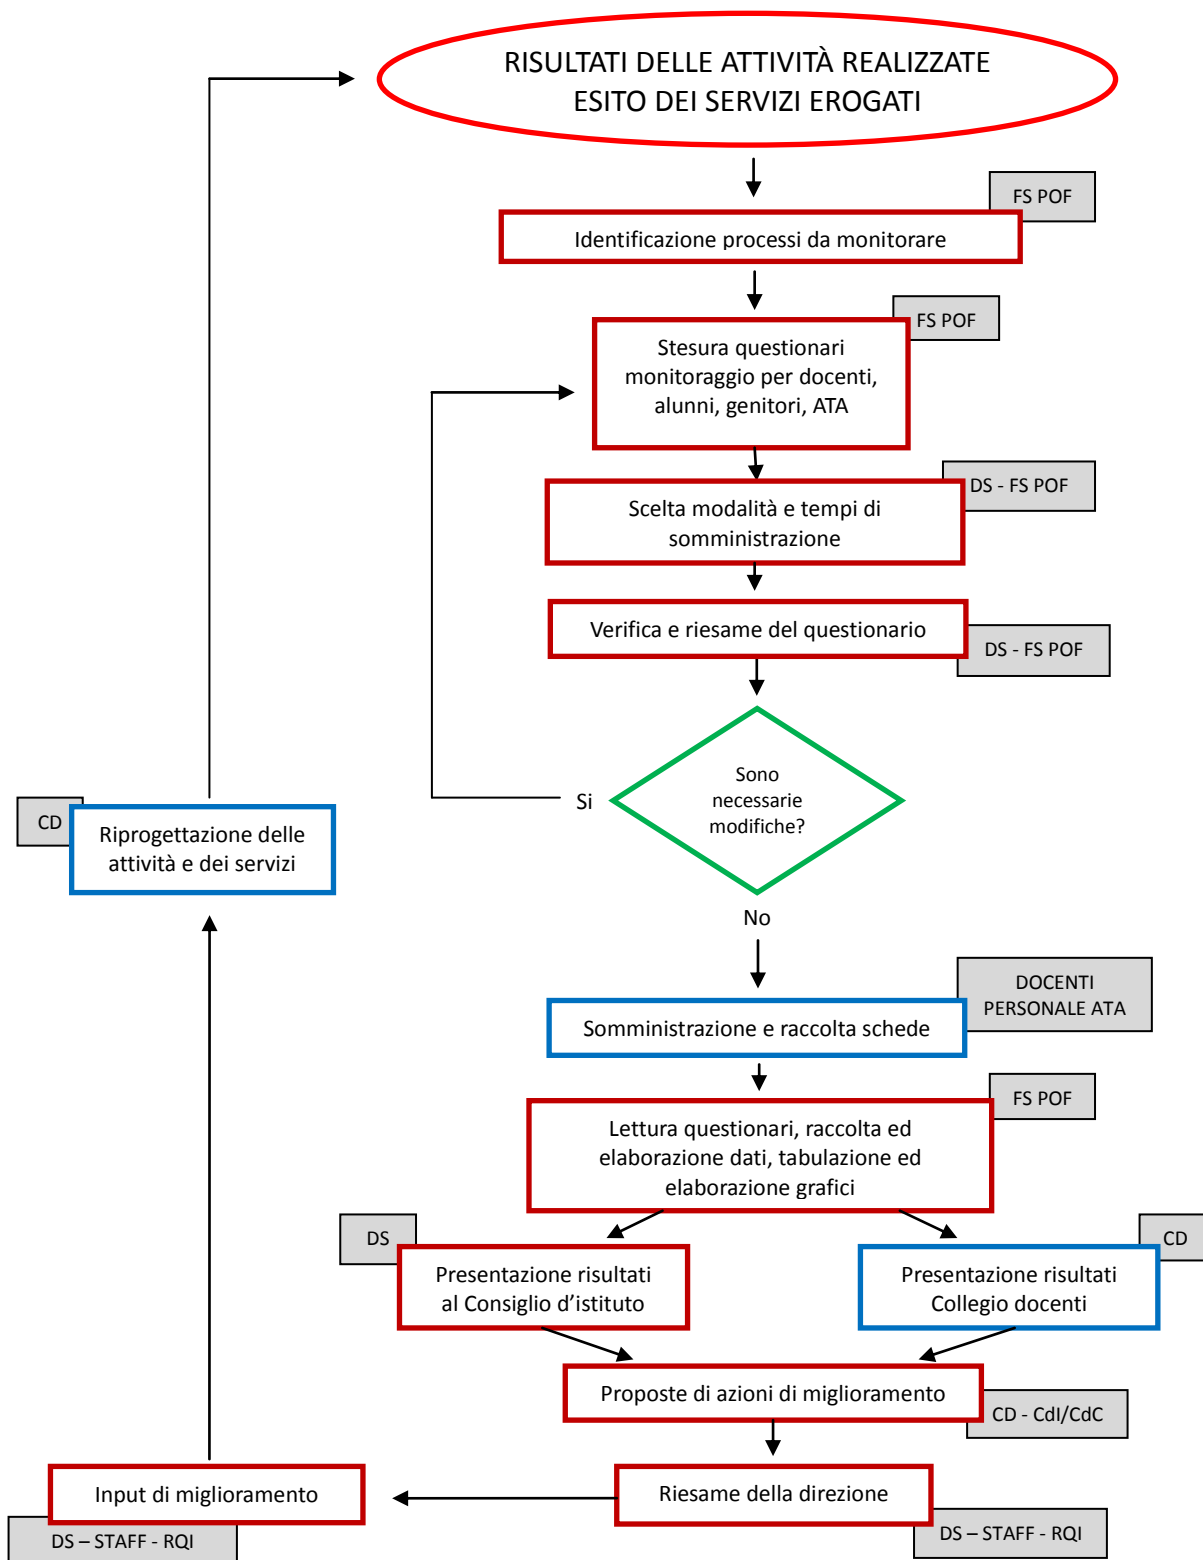 RISULTATI DELLE ATTIVITÀ REALIZZATE
ESITO DEI SERVIZI EROGATI
FS POF
Identificazione processi da monitorare
FS POF
Stesura questionari
monitoraggio per docenti,
alunni, genitori, ATA
DS - FS POF
Scelta modalità e tempi di
somministrazione
Verifica e riesame del questionario
DS - FS POF
Sono
necessarie
modifiche?
Si
CD
Riprogettazione delle
attività e dei servizi
No
DOCENTI
PERSONALE ATA
Somministrazione e raccolta schede
FS POF
Lettura questionari, raccolta ed
elaborazione dati, tabulazione ed
elaborazione grafici
DS
CD
Presentazione risultati
al Consiglio d’istituto
Presentazione risultati
Collegio docenti
Proposte di azioni di miglioramento
CD - CdI/CdC
Input di miglioramento
Riesame della direzione
DS – STAFF - RQI
DS – STAFF - RQI